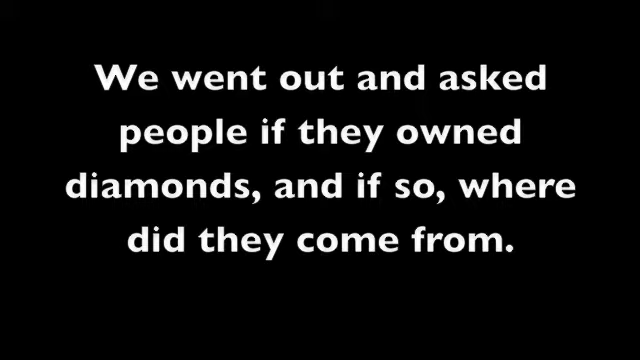 We went out and asked
people if they owned
diamonds, and if so, where
did they come from.